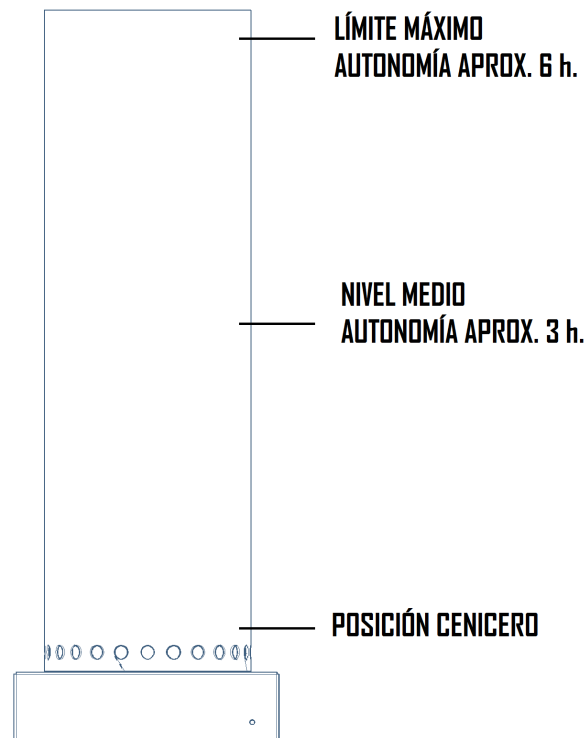 LÍMITE MÁXIMO
AUTONOMÍA APROX. 6 h.
NIVEL MEDIO
AUTONOMÍA APROX. 3 h.
POSICIÓN CENICERO